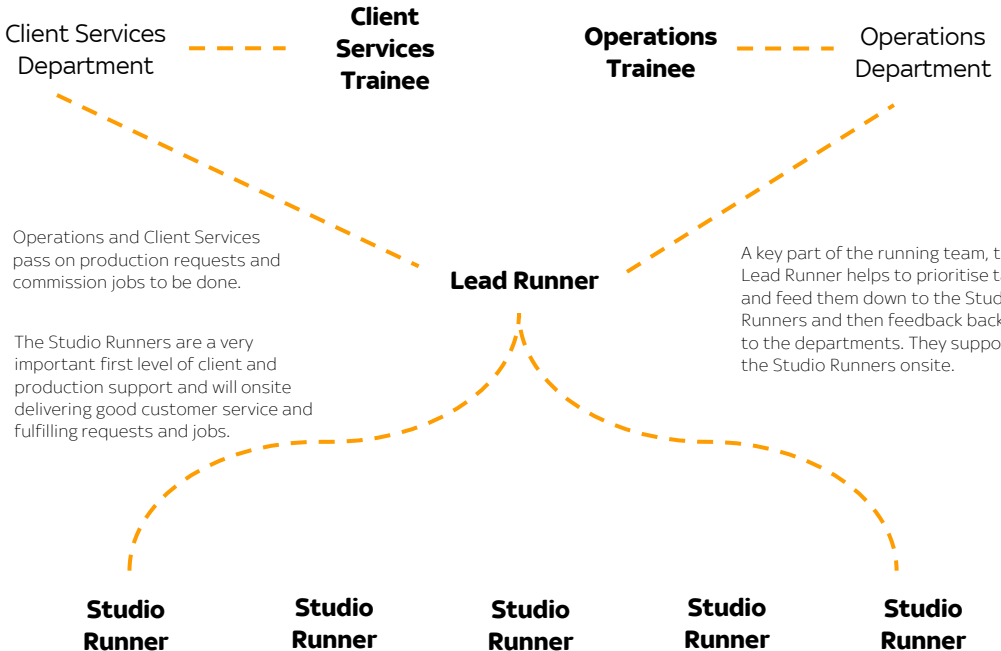 Client Services
Department
Client
Services
Trainee
Operations
Trainee
Operations
Department
Operations and Client Services
pass on production requests and
commission jobs to be done.
The Studio Runners are a very
important first level of client and
production support and will onsite
delivering good customer service and
fulfilling requests and jobs.
Lead Runner
A key part of the running team,
Lead Runner helps to prioritise
and feed them down to the
Runners and then feedback back
to the departments. They
the Studio Runners onsite.
Studio
Runner
Studio
Runner
Studio
Runner
Studio
Runner
Studio
Runner